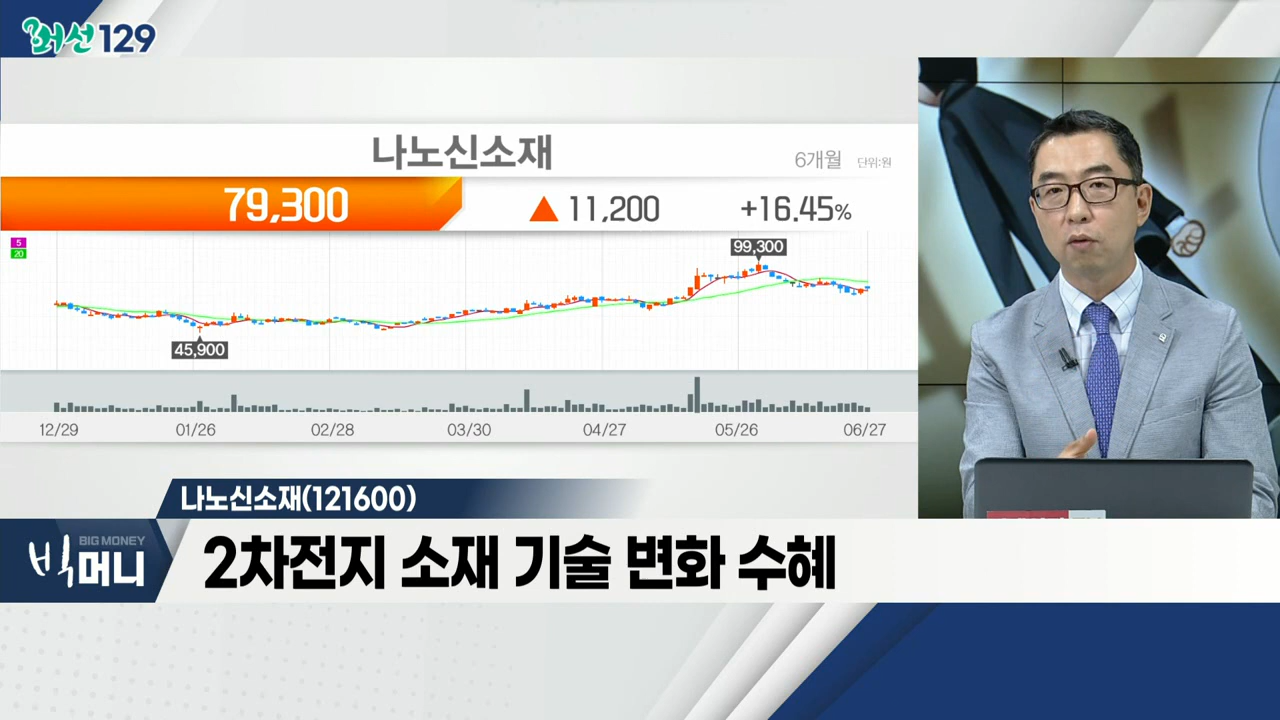 머선129
나노신소재
6개월 단위:원
79,300 ▲ 11,200 +16.45%
5
20
99,300
45,900
12/29 01/26 02/28 03/30 04/27 05/26 06/27
나노신소재(121600)
BIG MONEY
빅머니
2차전지 소재 기술 변화 수혜